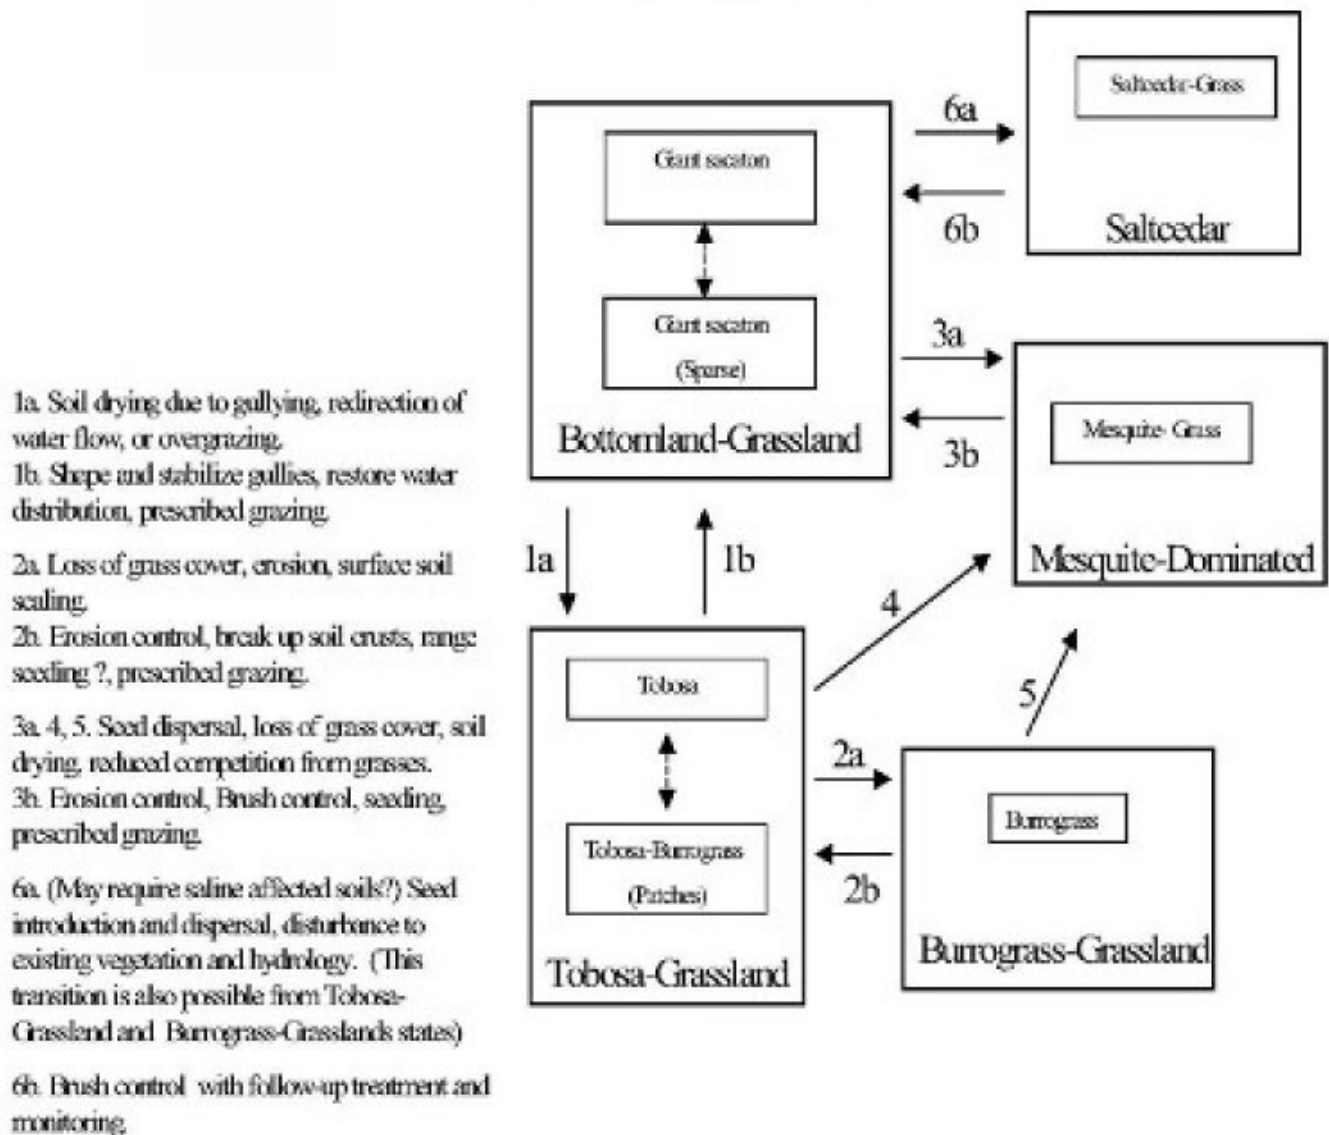 6a
Saltcedar-Grass
Giant sacaton
6b
Saltcedar
Giant sacaton
(Sparse)
3a
Bottomland-Grassland
3b
Mesquite- Grass
Mesquite-Dominated
1a. Soil drying due to gullying, redirection of
water flow, or overgrazing.
1b. Shape and stabilize gullies, restore water
distribution, prescribed grazing.
2a. Loss of grass cover, erosion, surface soil
sealing.
2b. Erosion control, break up soil crusts, range
seeding ?, prescribed grazing.
3a. 4, 5. Seed dispersal, loss of grass cover, soil
drying, reduced competition from grasses.
3b. Erosion control, Brush control, seeding,
prescribed grazing.
6a. (May require saline affected soils?) Seed
introduction and dispersal, disturbance to
existing vegetation and hydrology. (This
transition is also possible from Tobosa-
Grassland and Burrograss-Grasslands states)
6b. Brush control with follow-up treatment and
monitoring.
1a
1b
4
5
Tobosa
2a
Tobosa-Burrograss
(Patches)
2b
Tobosa-Grassland
Burrograss
Burrograss-Grassland